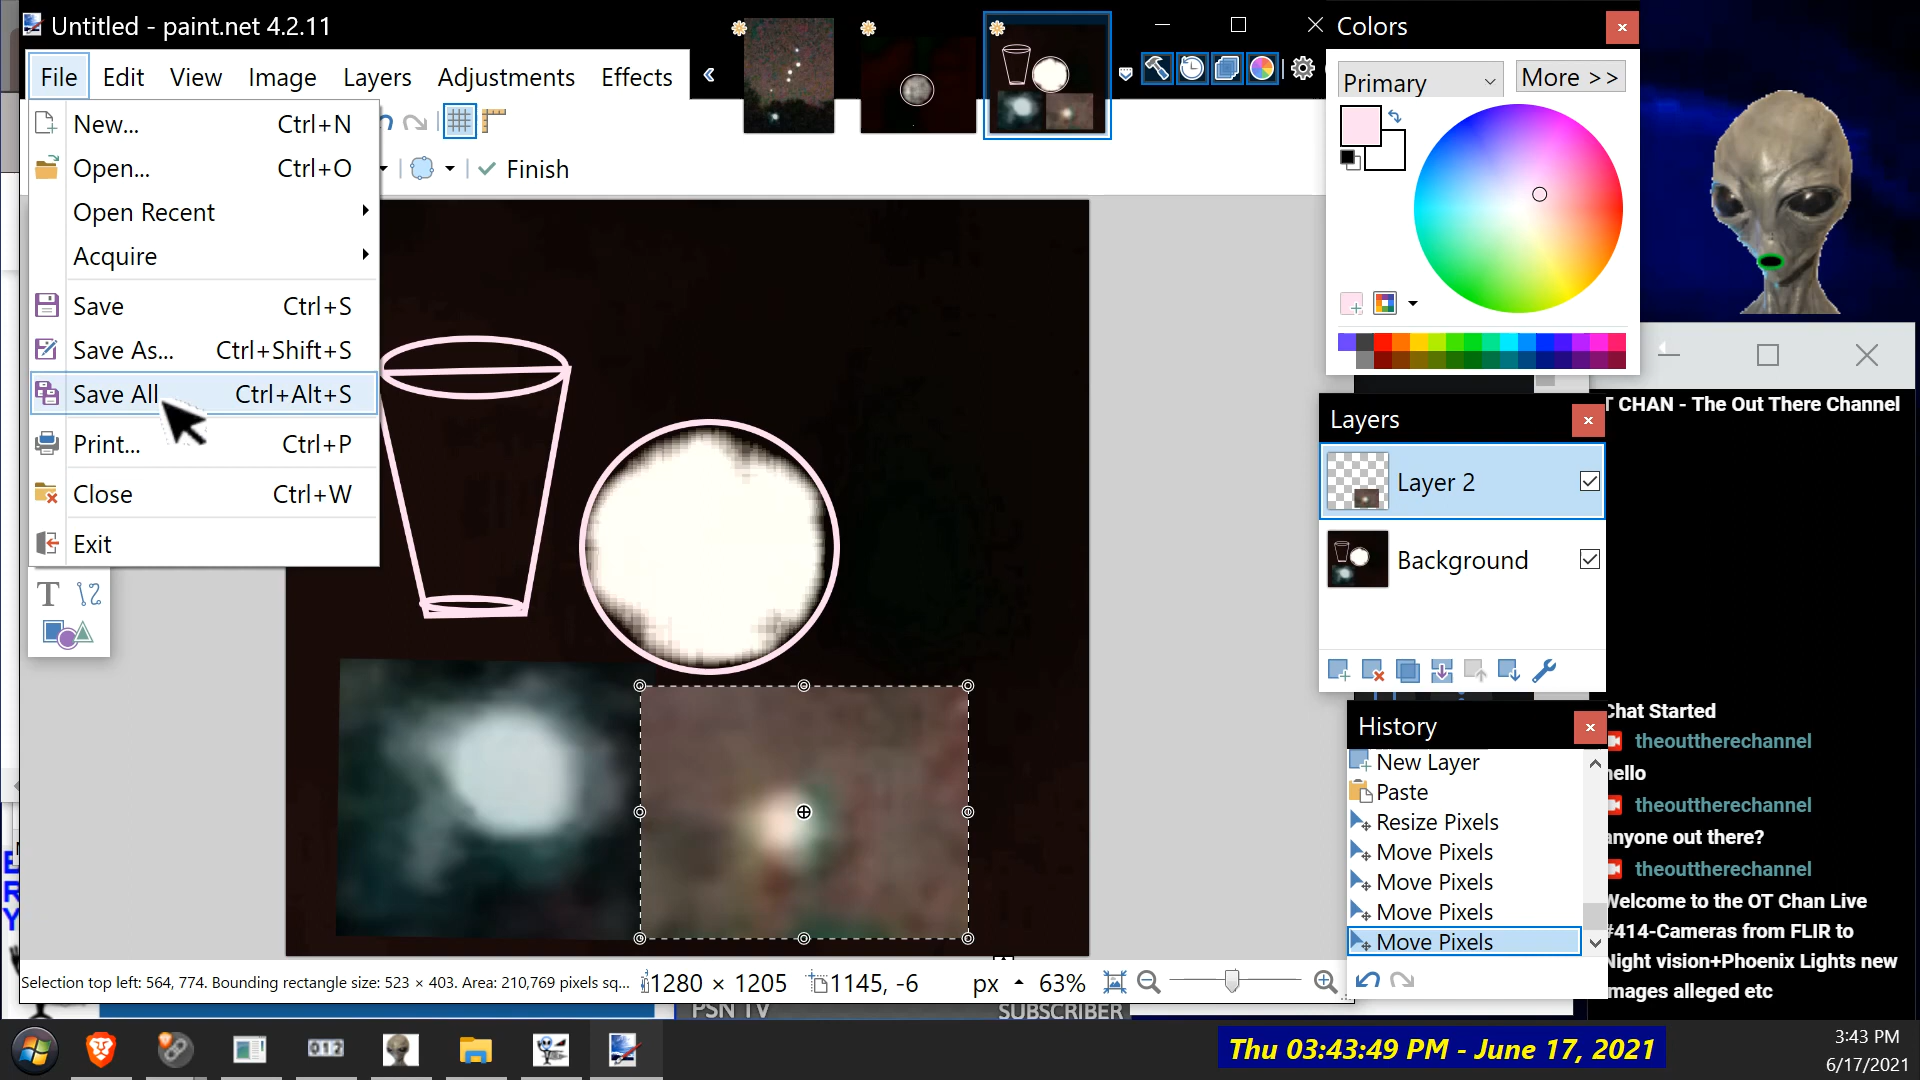 Untitled - paint.net 4.2.11
File Edit View Image Layers Adjustments Effects
New... Ctrl+N
Open... Ctrl+O
Open Recent
Acquire
Save Ctrl+S
Save As... Ctrl+Shift+S
Save All Ctrl+Alt+S
Print... Ctrl+P
Close Ctrl+W
Exit
Finish
Colors
Primary
More >>
Layers
Layer 2
Background
History
New Layer
Paste
Resize Pixels
Move Pixels
Move Pixels
Move Pixels
Move Pixels
T CHAN - The Out There Channel
Chat Started
theouttherechannel
hello
theouttherechannel
anyone out there?
theouttherechannel
Welcome to the OT Chan Live
#414-Cameras from FLIR to
Night vision+Phoenix Lights new
images alleged etc
Selection top left: 564, 774. Bounding rectangle size: 523 × 403. Area: 210,769 pixels sq...
1280 × 1205
1145, -6
px
63%
PSN TV
SUBSCRIBER
E
R
Y
012
Thu 03:43:49 PM - June 17, 2021
3:43 PM
6/17/2021